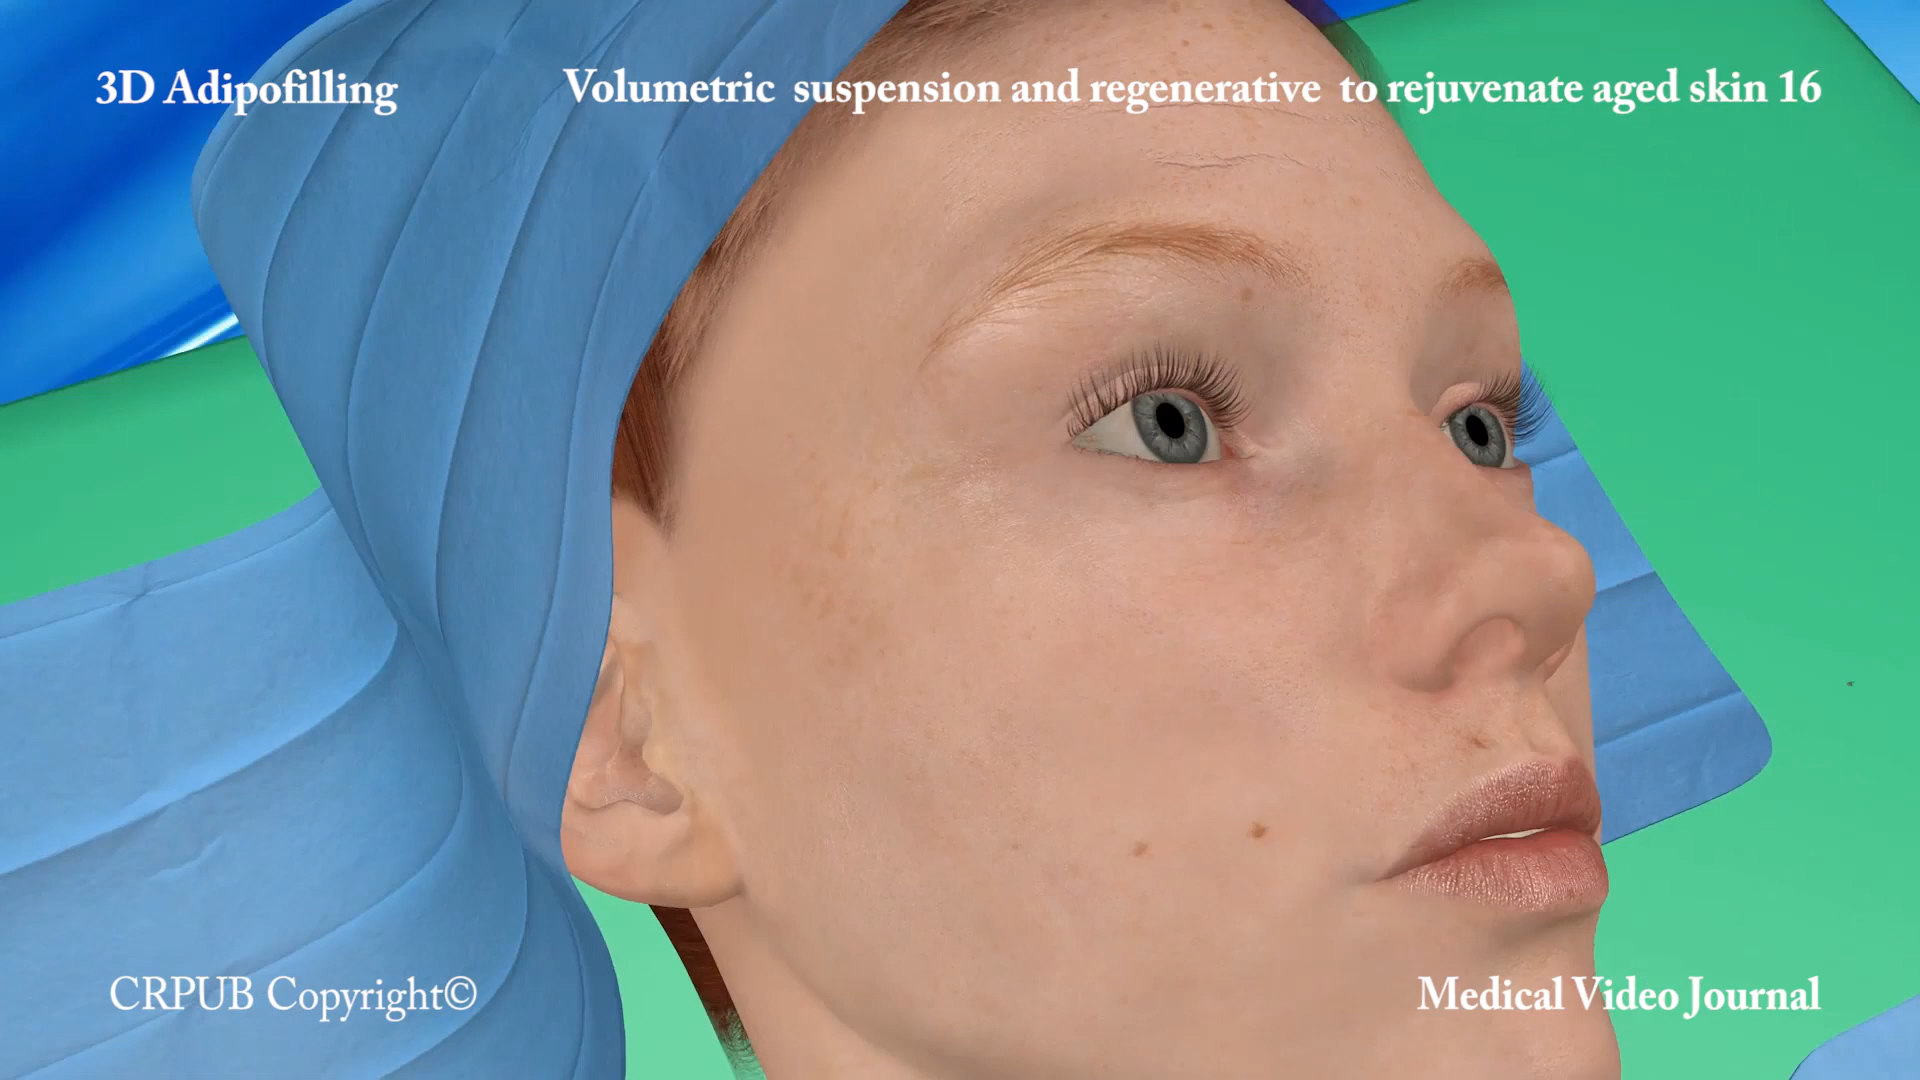 3D Adipofilling
Volumetric suspension and regenerative to rejuvenate aged skin 16
CRPUB Copyright©
Medical Video Journal